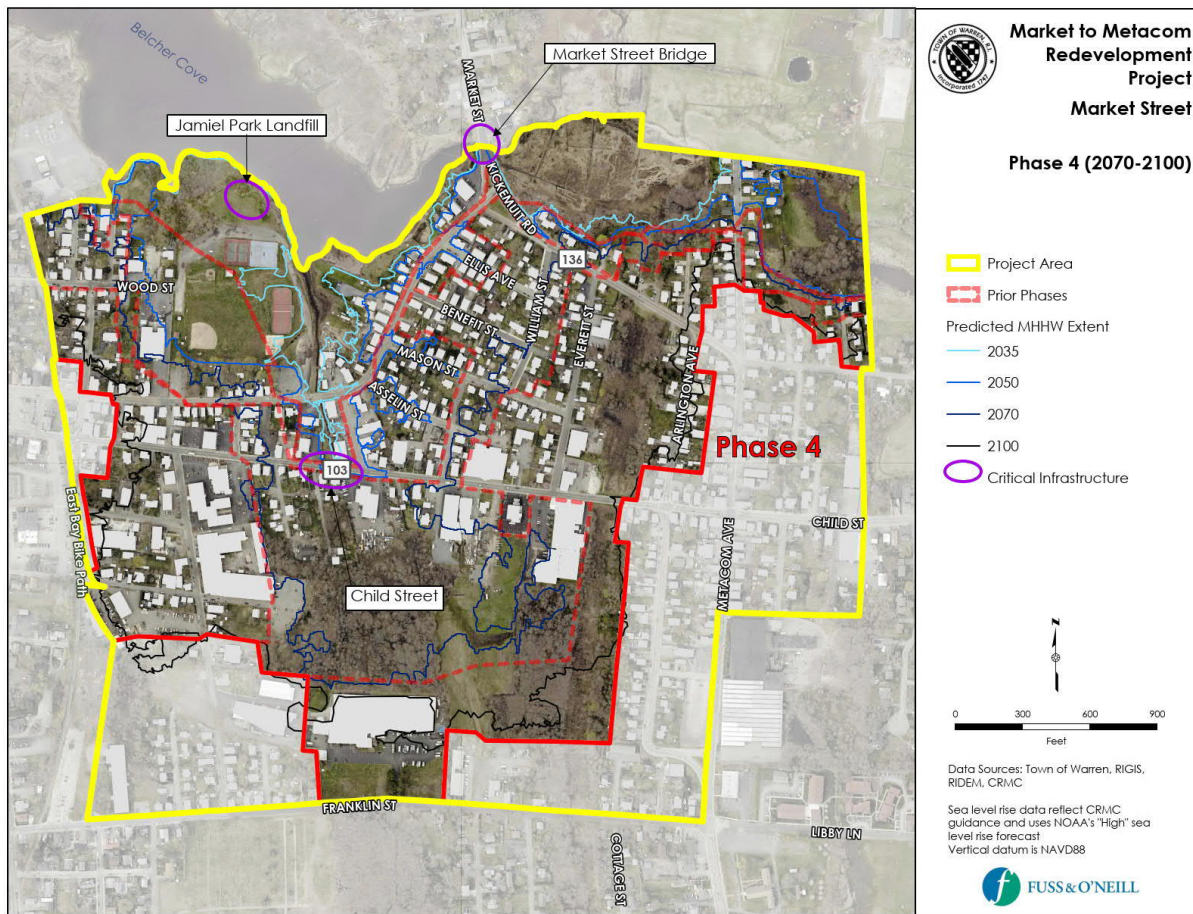 Belcher Cove
Jamiel Park Landfill
MARKET ST
Market Street Bridge
KICKEMUIT RD
136
WOOD ST
ELLIS AVE
BENEFIT ST
WILLIAM ST
EVERETT ST
MASON ST
ASSELIN ST
ARLINGTON AVE
Phase 4
103
East Bay Bike Path
CHILD ST
METACOM AVE
Child Street
FRANKLIN ST
LIBBY LN
COTTAGE ST
TOWN OF WARREN, R.I.
Incorporated 1747
Market to Metacom
Redevelopment
Project
Market Street
Phase 4 (2070-2100)
Project Area
Prior Phases
Predicted MHHW Extent
2035
2050
2070
2100
Critical Infrastructure
N
0 300 600 900
Feet
Data Sources: Town of Warren, RIGIS,
RIDEM, CRMC
Sea level rise data reflect CRMC
guidance and uses NOAA's "High" sea
level rise forecast
Vertical datum is NAVD88
f
FUSS & O'NEILL